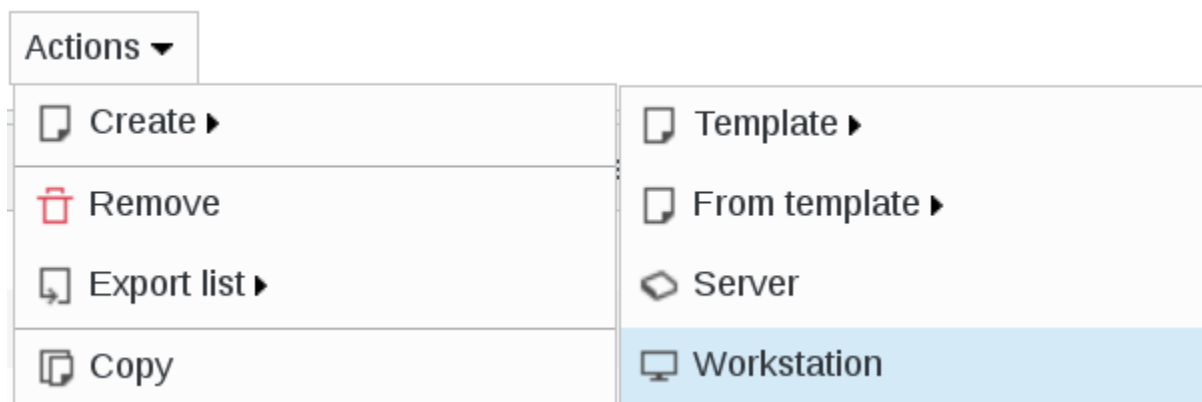 Actions
Create
Remove
Export list
Copy
Template
From template
Server
Workstation